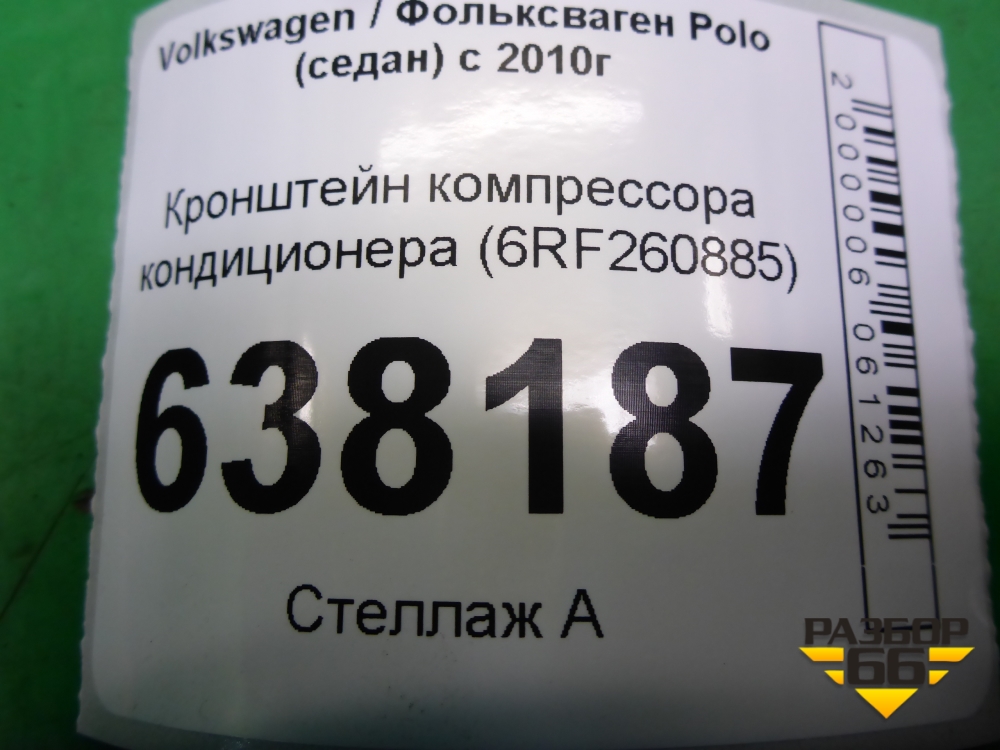 Volkswagen / Фольксваген Polo
(седан) с 2010г
Кронштейн компрессора
кондиционера (6RF260885)
638187
Стеллаж А
2000006061263
РАЗБОР
66